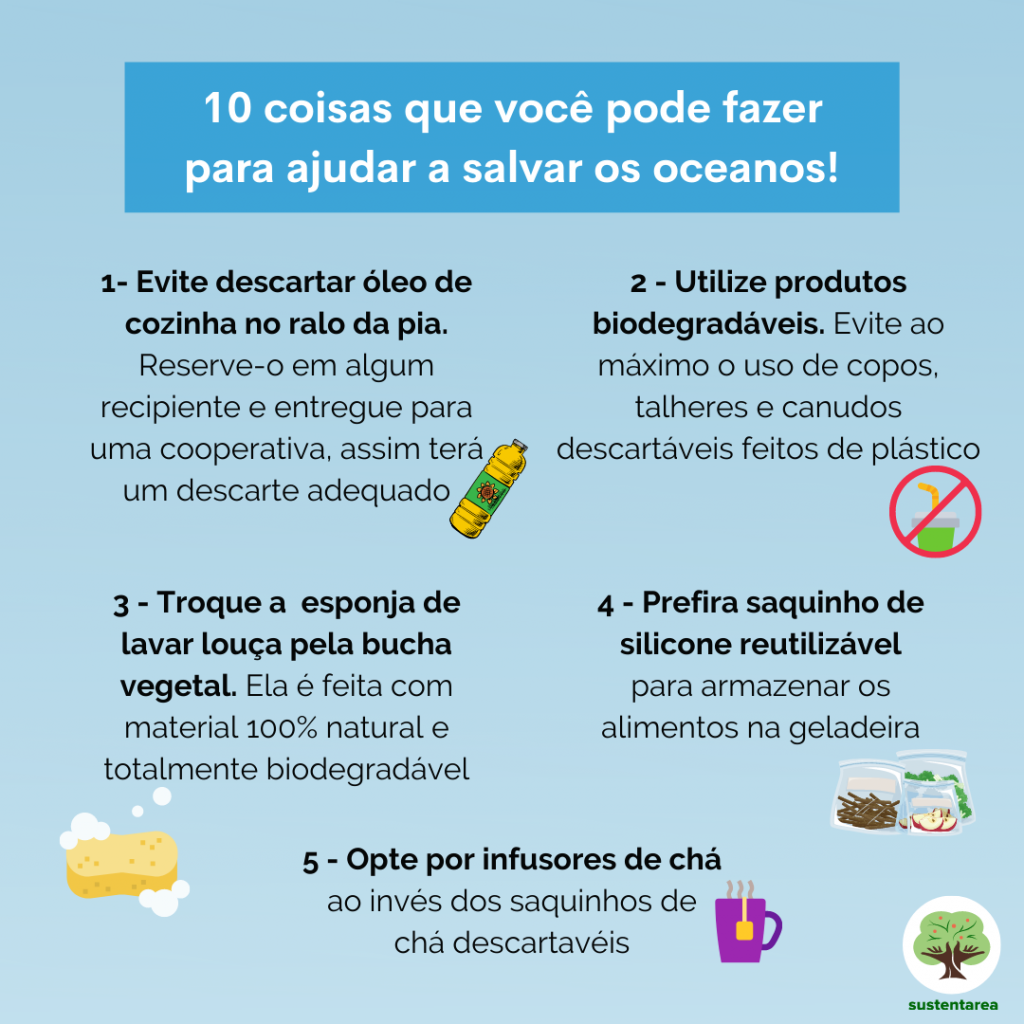 10 coisas que você pode fazer
para ajudar a salvar os oceanos!
1- Evite descartar óleo de
cozinha no ralo da pia.
Reserve-o em algum
recipiente e entregue para
uma cooperativa, assim terá
um descarte adequado
2 - Utilize produtos
biodegradáveis. Evite ao
máximo o uso de copos,
talheres e canudos
descartáveis feitos de plástico
3 - Troque a  esponja de
lavar louça pela bucha
vegetal. Ela é feita com
material 100% natural e
totalmente biodegradável
4 - Prefira saquinho de
silicone reutilizável
para armazenar os
alimentos na geladeira
5 - Opte por infusores de chá
ao invés dos saquinhos de
chá descartavéis
sustentarea